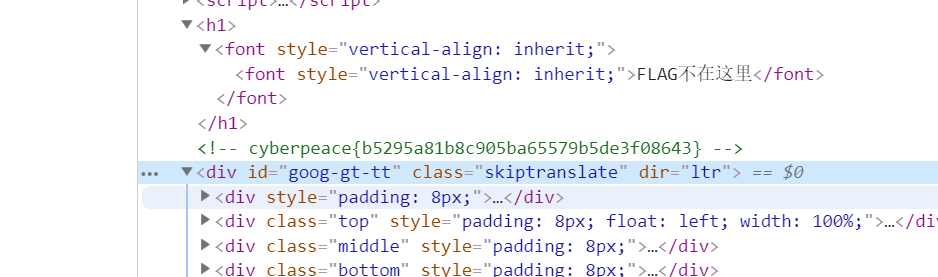 <script>…</script>
▼<h1>
▼<font style="vertical-align: inherit;">
<font style="vertical-align: inherit;">FLAG不在这里</font>
</font>
</h1>
<!-- cyberpeace{b5295a81b8c905ba65579b5de3f08643} -->
… ▼<div id="goog-gt-tt" class="skiptranslate" dir="ltr"> == $0
▶<div style="padding: 8px;">…</div>
▶<div class="top" style="padding: 8px; float: left; width: 100%;">…</div
▶<div class="middle" style="padding: 8px;">…</div>
▶<div class="bottom" style="padding: 8px;">…</div>